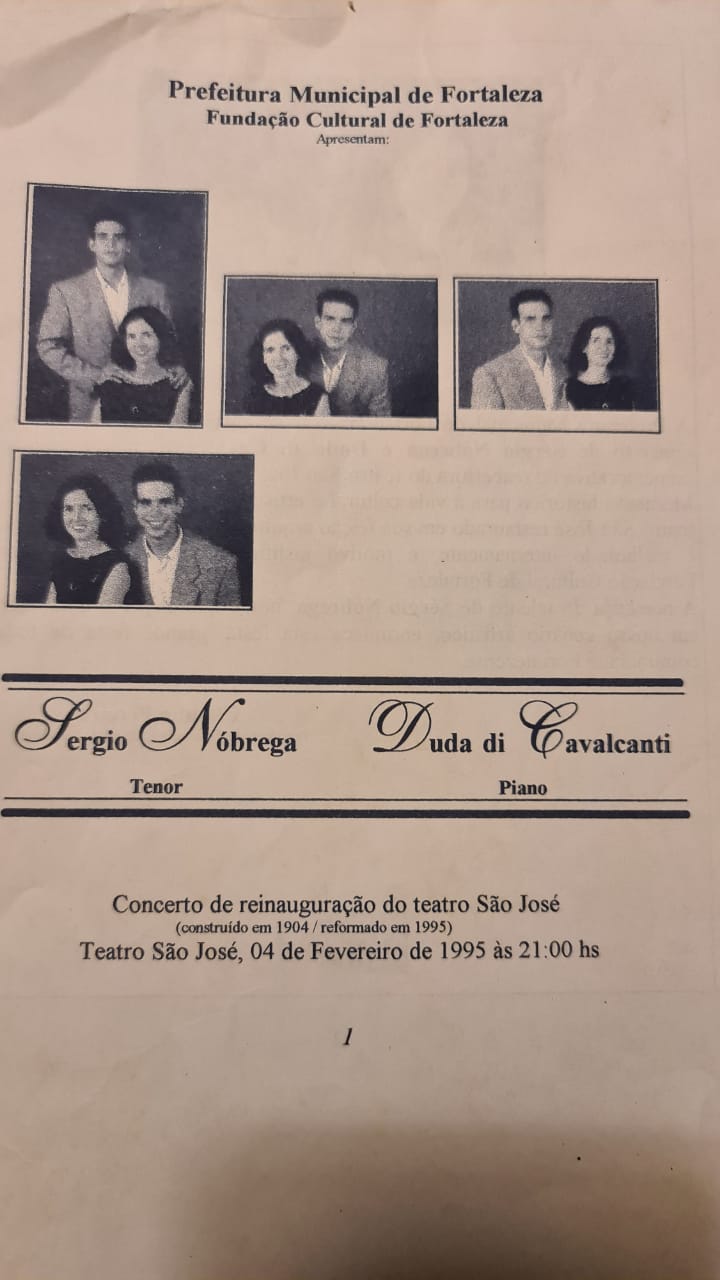 Prefeitura Municipal de Fortaleza
Fundação Cultural de Fortaleza
Apresentam:
Sergio Nóbrega
Tenor
Duda di Cavalcanti
Piano
Concerto de reinauguração do teatro São José
(construído em 1904 / reformado em 1995)
Teatro São José, 04 de Fevereiro de 1995 às 21:00 hs
1